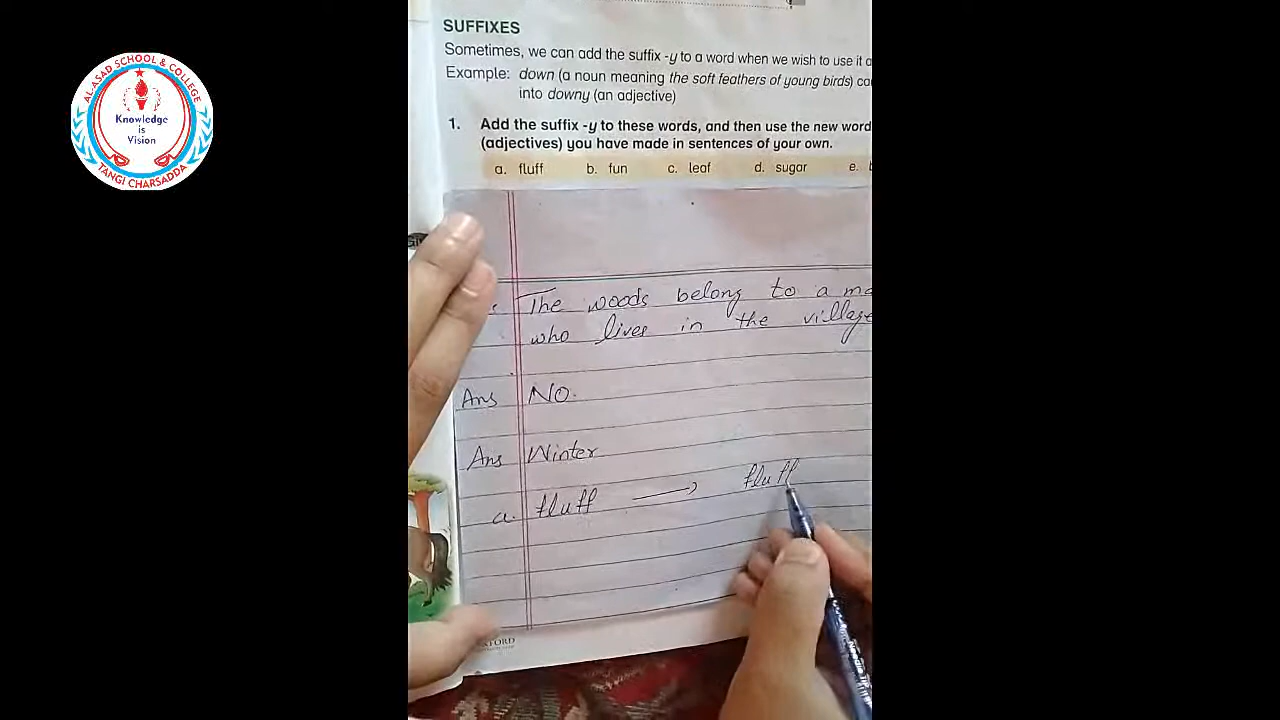 AL-ASAD SCHOOL & COLLEGE
Knowledge
is
Vision
TANGI CHARSADDA
SUFFIXES
Sometimes, we can add the suffix -y to a word when we wish to use it
Example: down (a noun meaning the soft feathers of young birds)
into downy (an adjective)
1. Add the suffix -y to these words, and then use the new word
(adjectives) you have made in sentences of your own.
a. fluff b. fun c. leaf d. sugar e.
The woods belong to a
who lives in the village
Ans No.
Ans Winter
a. fluff → fluff